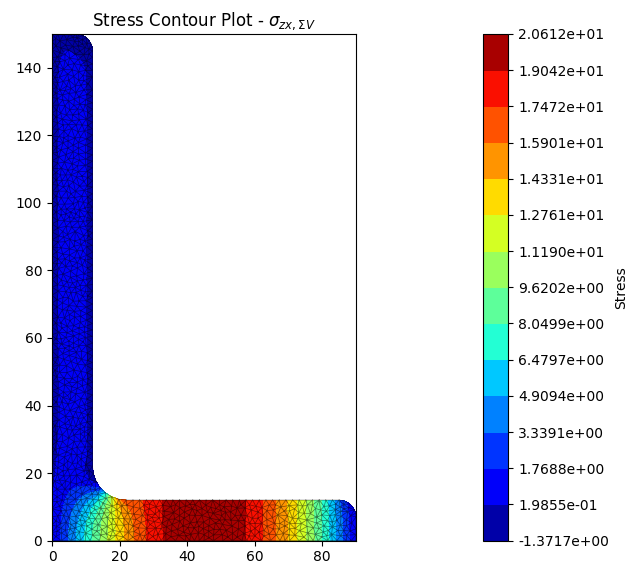 Stress Contour Plot - σzx,ΣV
140
120
100
80
60
40
20
0
0 20 40 60 80
2.0612e+01
1.9042e+01
1.7472e+01
1.5901e+01
1.4331e+01
1.2761e+01
1.1190e+01
9.6202e+00
8.0499e+00
6.4797e+00
4.9094e+00
3.3391e+00
1.7688e+00
1.9855e-01
-1.3717e+00
Stress